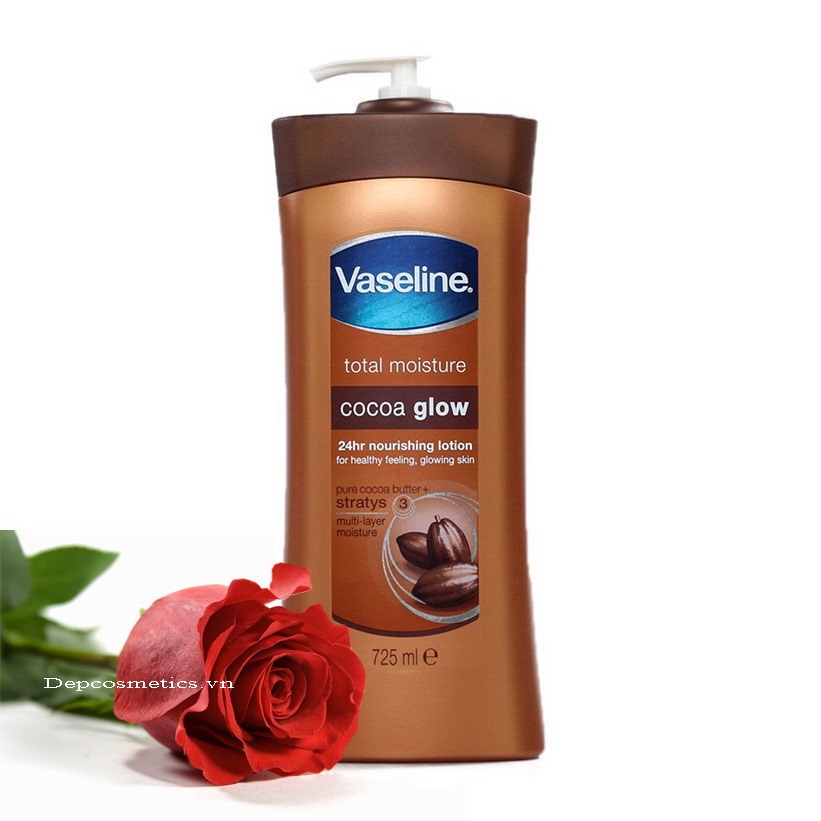 Vaseline.
total moisture
cocoa glow
24hr nourishing lotion
for healthy feeling, glowing skin
pure cocoa butter+
stratys 3
multi-layer
moisture
725 ml ℮
Depcosmetics.vn